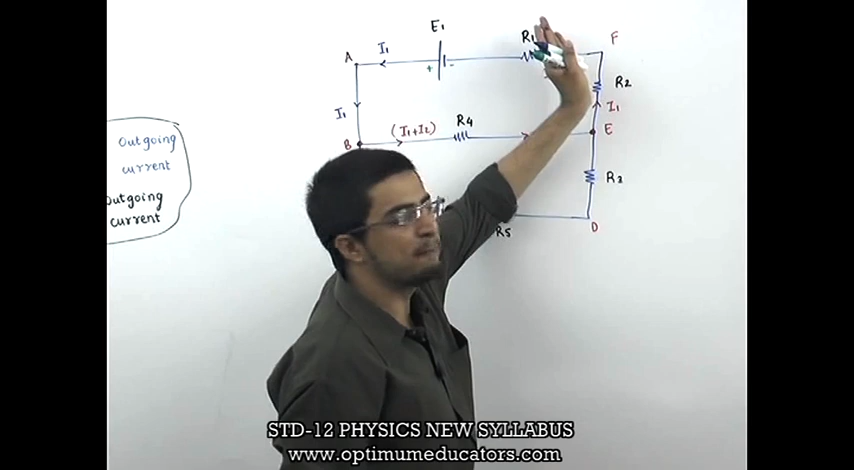 E1
R1
F
A
I1
+
-
R2
I1
I1
(I1+I2)
R4
B
E
R3
R5
D
Outgoing
current
Outgoing
current
STD-12 PHYSICS NEW SYLLABUS
www.optimumeducators.com